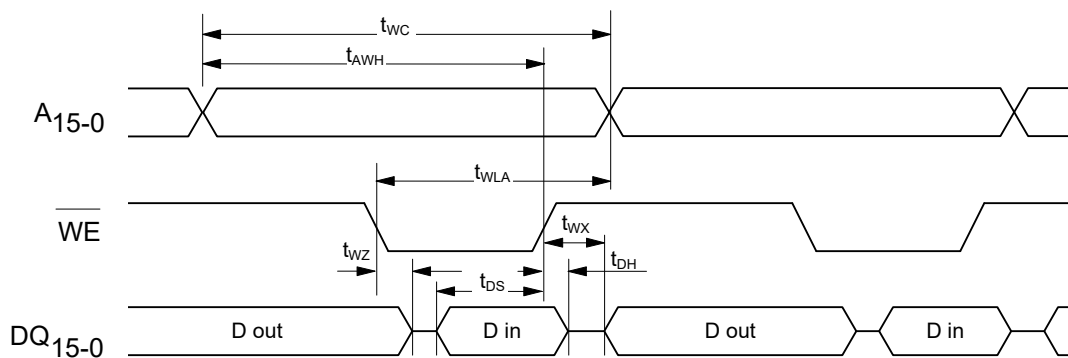 tWC
tAWH
A15-0
tWLA
WE
tWX
tWZ
tDS
tDH
DQ15-0
D out
D in
D out
D in